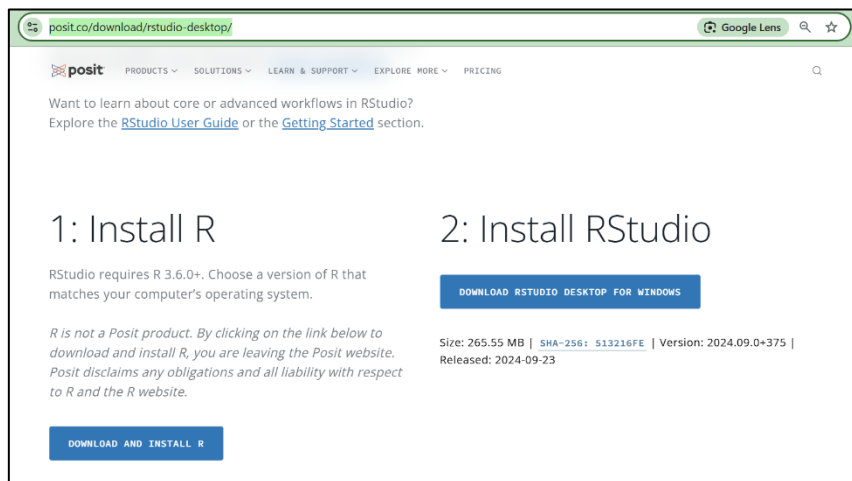 posit.co/download/rstudio-desktop/
Google Lens
posit
PRODUCTS
SOLUTIONS
LEARN & SUPPORT
EXPLORE MORE
PRICING
Want to learn about core or advanced workflows in RStudio?
Explore the RStudio User Guide or the Getting Started section.
1: Install R
RStudio requires R 3.6.0+. Choose a version of R that
matches your computer's operating system.
R is not a Posit product. By clicking on the link below to
download and install R, you are leaving the Posit website.
Posit disclaims any obligations and all liability with respect
to R and the R website.
DOWNLOAD AND INSTALL R
2: Install RStudio
DOWNLOAD RSTUDIO DESKTOP FOR WINDOWS
Size: 265.55 MB | SHA-256: 513216FE | Version: 2024.09.0+375 |
Released: 2024-09-23